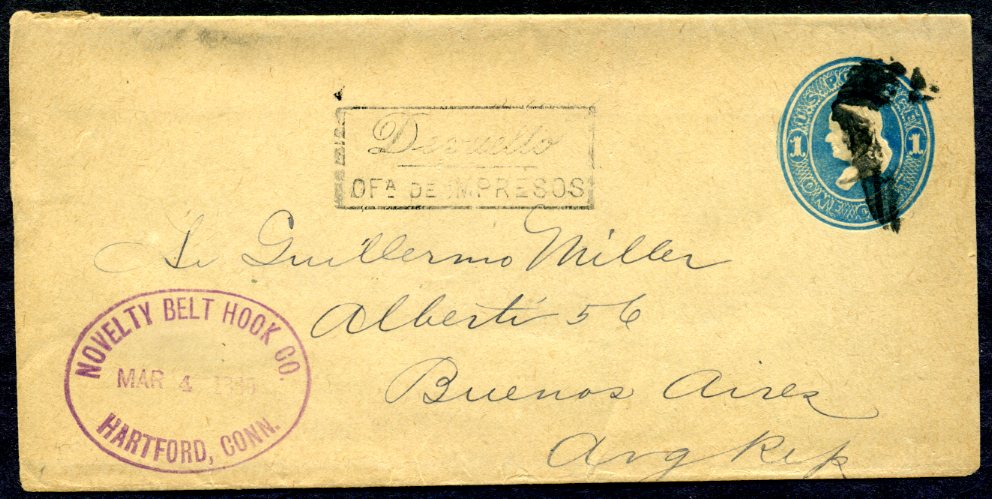 Devuelto
OFA DE IMPRESOS
1 1
Sr Guillermo Miller
Alberti 56
Buenos Aires
Arg Rep
NOVELTY BELT HOOK CO.
MAR 4
HARTFORD, CONN.